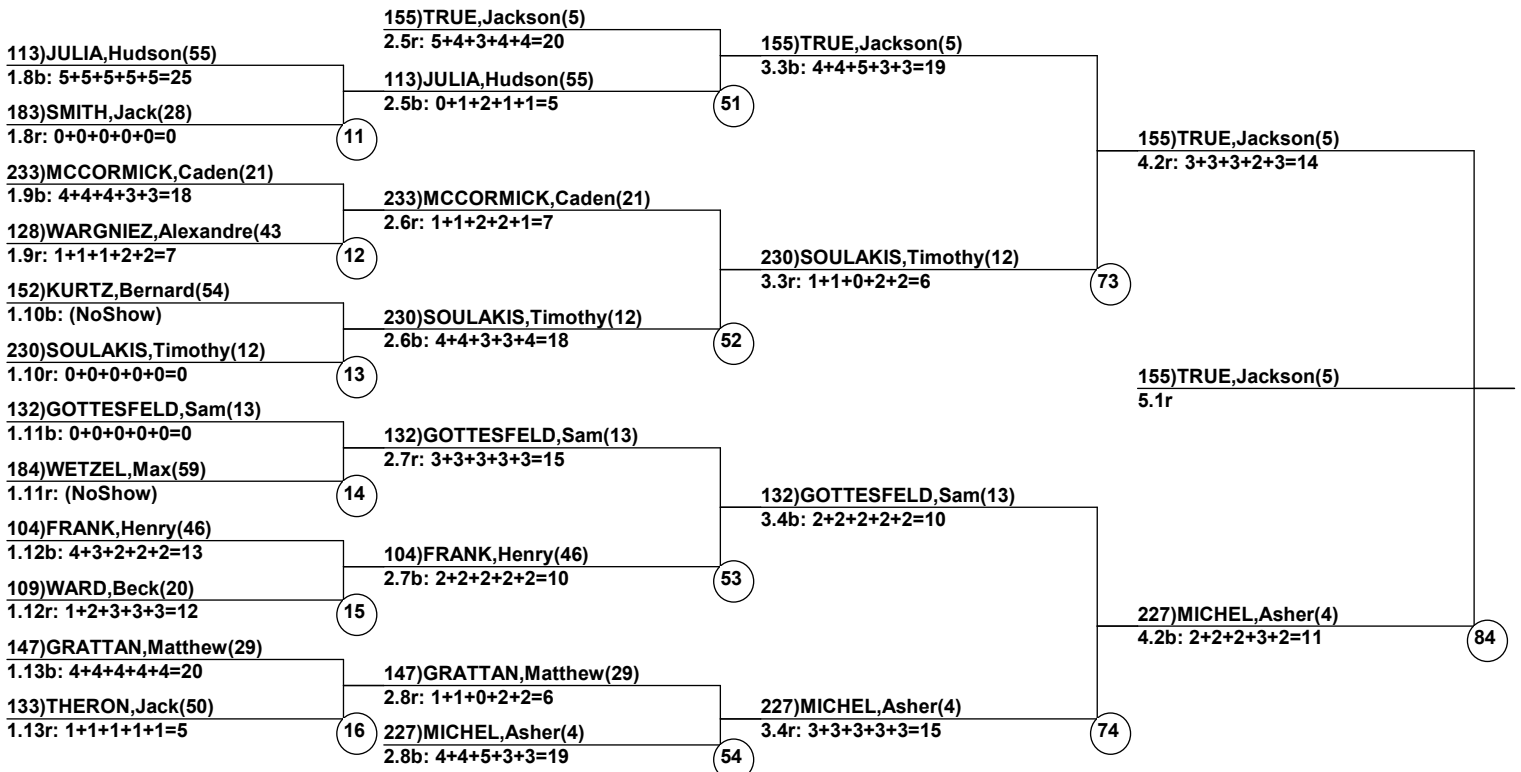 113)JULIA,Hudson(55)
1.8b: 5+5+5+5+5=25
183)SMITH,Jack(28)
1.8r: 0+0+0+0+0=0
11
233)MCCORMICK,Caden(21)
1.9b: 4+4+4+3+3=18
128)WARGNIEZ,Alexandre(43
1.9r: 1+1+1+2+2=7
12
152)KURTZ,Bernard(54)
1.10b: (NoShow)
230)SOULAKIS,Timothy(12)
1.10r: 0+0+0+0+0=0
13
132)GOTTESFELD,Sam(13)
1.11b: 0+0+0+0+0=0
184)WETZEL,Max(59)
1.11r: (NoShow)
14
104)FRANK,Henry(46)
1.12b: 4+3+2+2+2=13
109)WARD,Beck(20)
1.12r: 1+2+3+3+3=12
15
147)GRATTAN,Matthew(29)
1.13b: 4+4+4+4+4=20
133)THERON,Jack(50)
1.13r: 1+1+1+1+1=5
16
155)TRUE,Jackson(5)
2.5r: 5+4+3+4+4=20
113)JULIA,Hudson(55)
2.5b: 0+1+2+1+1=5
51
233)MCCORMICK,Caden(21)
2.6r: 1+1+2+2+1=7
230)SOULAKIS,Timothy(12)
2.6b: 4+4+3+3+4=18
52
132)GOTTESFELD,Sam(13)
2.7r: 3+3+3+3+3=15
104)FRANK,Henry(46)
2.7b: 2+2+2+2+2=10
53
147)GRATTAN,Matthew(29)
2.8r: 1+1+0+2+2=6
227)MICHEL,Asher(4)
2.8b: 4+4+5+3+3=19
54
155)TRUE,Jackson(5)
3.3b: 4+4+5+3+3=19
230)SOULAKIS,Timothy(12)
3.3r: 1+1+0+2+2=6
73
132)GOTTESFELD,Sam(13)
3.4b: 2+2+2+2+2=10
227)MICHEL,Asher(4)
3.4r: 3+3+3+3+3=15
74
155)TRUE,Jackson(5)
4.2r: 3+3+3+2+3=14
227)MICHEL,Asher(4)
4.2b: 2+2+2+3+2=11
84
155)TRUE,Jackson(5)
5.1r